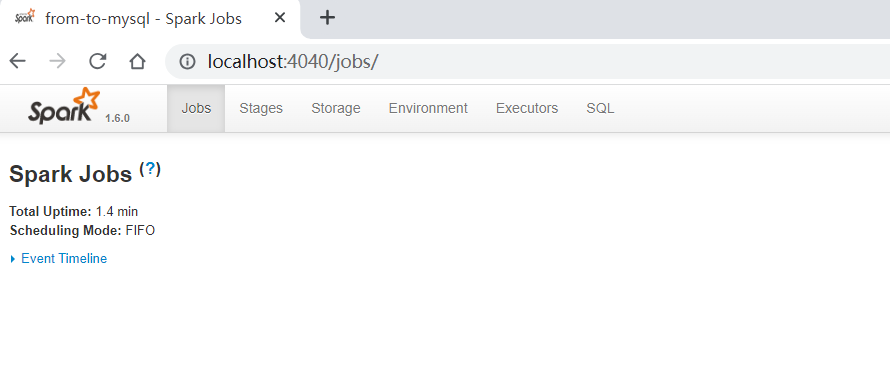 from-to-mysql - Spark Jobs
localhost:4040/jobs/
Spark 1.6.0 Jobs Stages Storage Environment Executors SQL
Spark Jobs (?)
Total Uptime: 1.4 min
Scheduling Mode: FIFO
Event Timeline